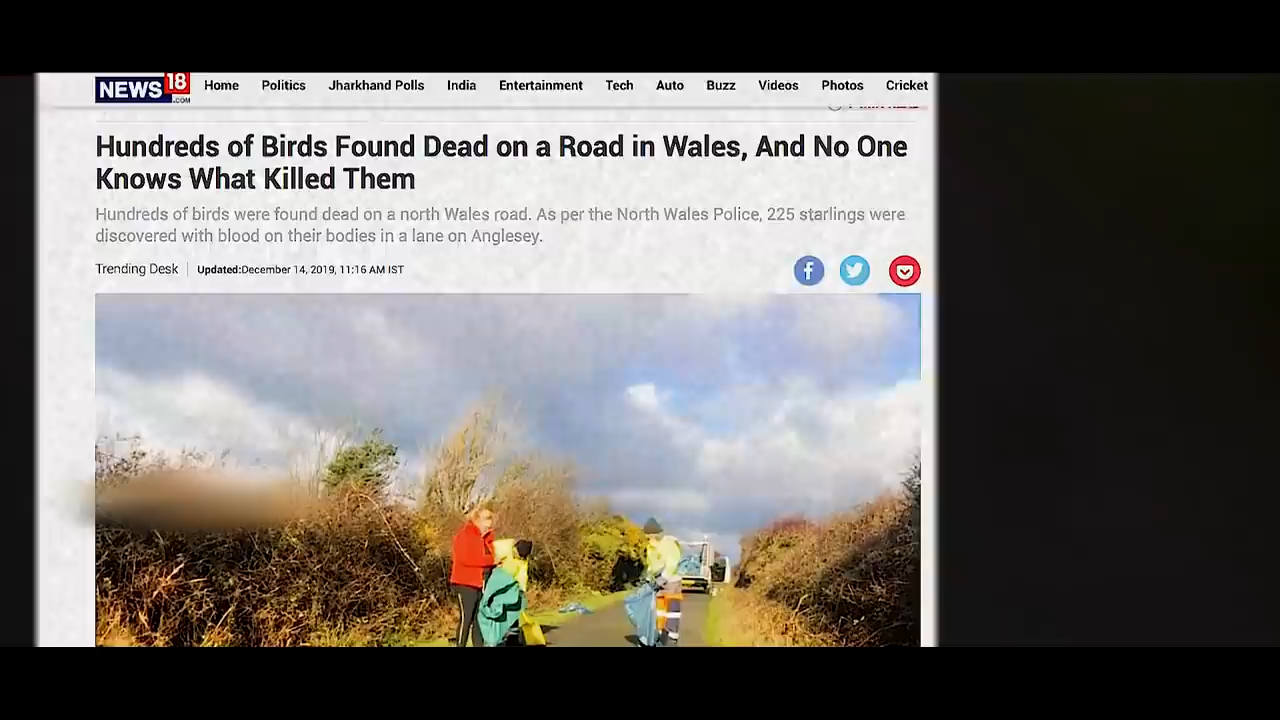 NEWS 18 .COM Home Politics Jharkhand Polls India Entertainment Tech Auto Buzz Videos Photos Cricket
Hundreds of Birds Found Dead on a Road in Wales, And No One
Knows What Killed Them
Hundreds of birds were found dead on a north Wales road. As per the North Wales Police, 225 starlings were
discovered with blood on their bodies in a lane on Anglesey.
Trending Desk Updated:December 14, 2019, 11:16 AM IST